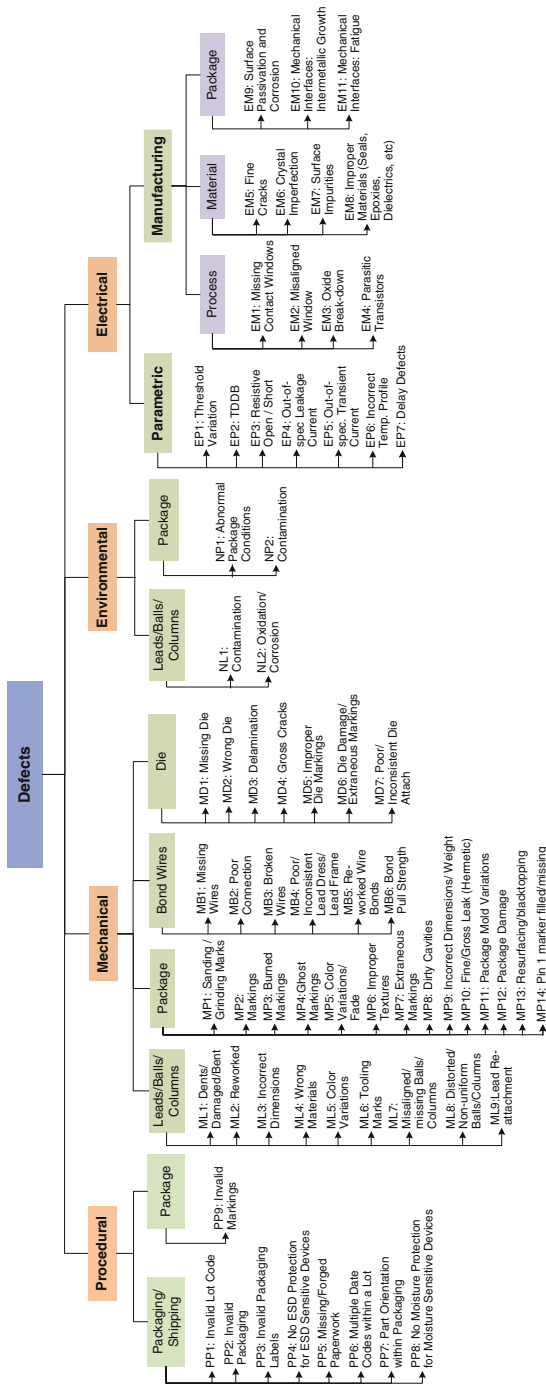 Defects
Procedural
Mechanical
Environmental
Electrical
Packaging/
Shipping
PP1: Invalid Lot Code
PP2: Invalid
Packaging
PP3: Invalid Packaging
Labels
PP4: No ESD Protection
for ESD Sensitive Devices
PP5: Missing/Forged
Paperwork
PP6: Multiple Date
Codes within a Lot
PP7: Part Orientation
within Packaging
PP8: No Moisture Protection
for Moisture Sensitive Devices
Package
PP9: Invalid
Markings
Leads/Balls/
Columns
ML1: Dents/
Damaged/Bent
ML2: Reworked
ML3: Incorrect
Dimensions
ML4: Wrong
Materials
ML5: Color
Variations
ML6: Tooling
Marks
ML7:
Misaligned/
missing Balls/
Columns
ML8: Distorted/
Non-uniform
Balls/Columns
ML9:Lead Re-
attachment
Package
MP1: Sanding /
Grinding Marks
MP2:
Markings
MP3: Burned
Markings
MP4:Ghost
Markings
MP5: Color
Variations/
Fade
MP6: Improper
Textures
MP7: Extraneous
Markings
MP8: Dirty Cavities
MP9: Incorrect Dimensions/ Weight
MP10: Fine/Gross Leak (Hermetic)
MP11: Package Mold Variations
MP12: Package Damage
MP13: Resurfacing/blacktopping
MP14: Pin 1 marker filled/missing
Bond Wires
MB1: Missing
Wires
MB2: Poor
Connection
MB3: Broken
Wires
MB4: Poor/
Inconsistent
Lead Dress/
Lead Frame
MB5: Re-
worked Wire
Bonds
MB6: Bond
Pull Strength
Die
MD1: Missing Die
MD2: Wrong Die
MD3: Delamination
MD4: Gross Cracks
MD5: Improper
Die Markings
MD6: Die Damage/
Extraneous Markings
MD7: Poor/
Inconsistent Die
Attach
Leads/Balls/
Columns
NL1:
Contamination
NL2: Oxidation/
Corrosion
Package
NP1: Abnormal
Package
Conditions
NP2:
Contamination
Parametric
EP1: Threshold
Variation
EP2: TDDB
EP3: Resistive
Open / Short
EP4: Out-of-
spec Leakage
Current
EP5: Out-of-
spec. Transient
Current
EP6: Incorrect
Temp. Profile
EP7: Delay Defects
Manufacturing
Process
EM1: Missing
Contact Windows
EM2: Misaligned
Window
EM3: Oxide
Break-down
EM4: Parasitic
Transistors
Material
EM5: Fine
Cracks
EM6: Crystal
Imperfection
EM7: Surface
Impurities
EM8: Improper
Materials (Seals,
Epoxies,
Dielectrics, etc)
Package
EM9: Surface
Passivation and
Corrosion
EM10: Mechanical
Interfaces:
Intermetallic Growth
EM11: Mechanical
Interfaces: Fatigue